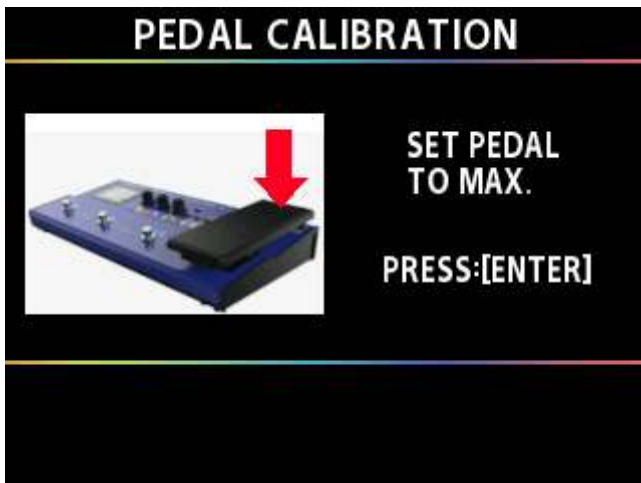 PEDAL CALIBRATION
SET PEDAL
TO MAX.
PRESS:[ENTER]